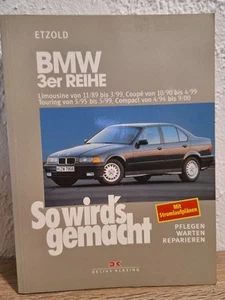 ETZOLD
BMW
3er REIHE
Limousine von 11/89 bis 3/99, Coupé von 10/90 bis 4/99
Touring von 5/95 bis 5/99, Compact von 4/94 bis 9/00
Mit
Stromlaufplänen
So wird's
gemacht
PFLEGEN
WARTEN
REPARIEREN
DELIUS KLASING